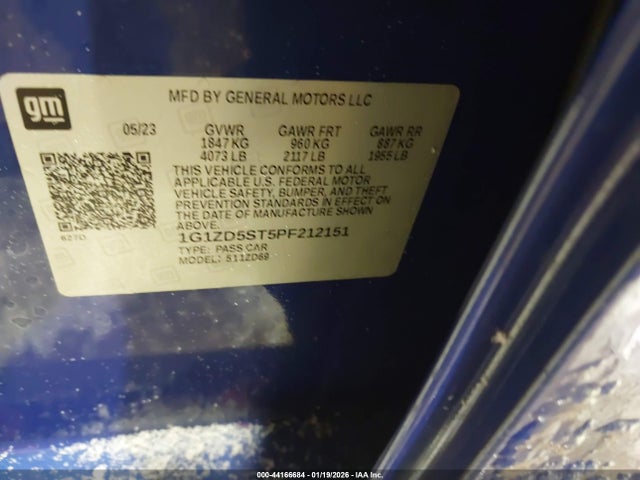 gm
MFD BY GENERAL MOTORS LLC
05/23 GVWR GAWR FRT GAWR RR
1847 KG 960 KG 887 KG
4073 LB 2117 LB 1955 LB
THIS VEHICLE CONFORMS TO ALL
APPLICABLE U.S. FEDERAL MOTOR
VEHICLE SAFETY, BUMPER, AND THEFT
PREVENTION STANDARDS IN EFFECT ON
THE DATE OF MANUFACTURE SHOWN
ABOVE.
627D
1G1ZD5ST5PF212151
TYPE: PASS CAR
MODEL: 1ZD69
000-44166684 - 01/19/2026 - IAA Inc.